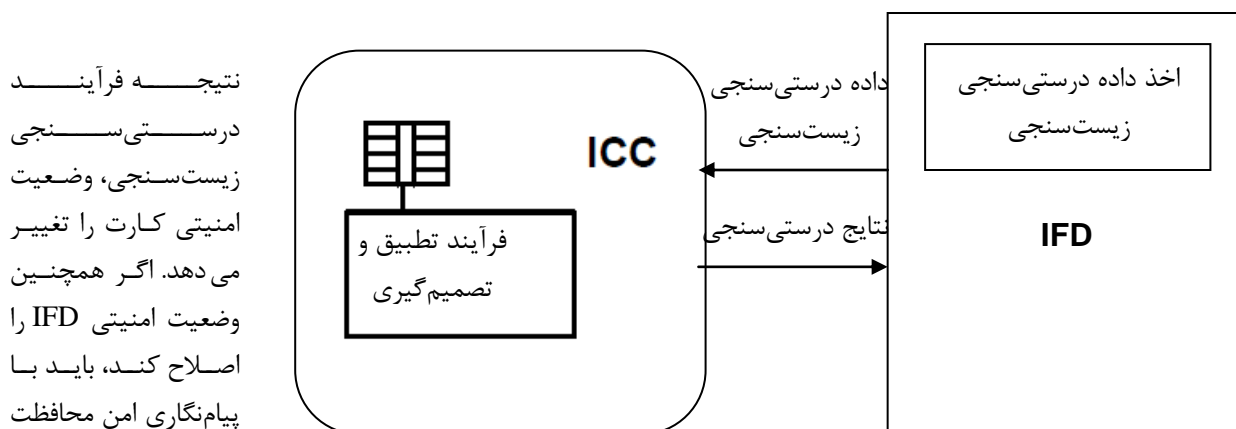 اخذ داده درستی‌سنجی
زیست‌سنجی
IFD
داده درستی‌سنجی
زیست‌سنجی
نتایج درستی‌سنجی
ICC
فرآیند تطبیق و
تصمیم‌گیری
نتیجه فرآیند
درستی‌سنجی
زیست‌سنجی، وضعیت
امنیتی کارت را تغییر
می‌دهد. اگر همچنین
وضعیت امنیتی IFD را
اصلاح کند، باید با
پیام‌نگاری امن محافظت